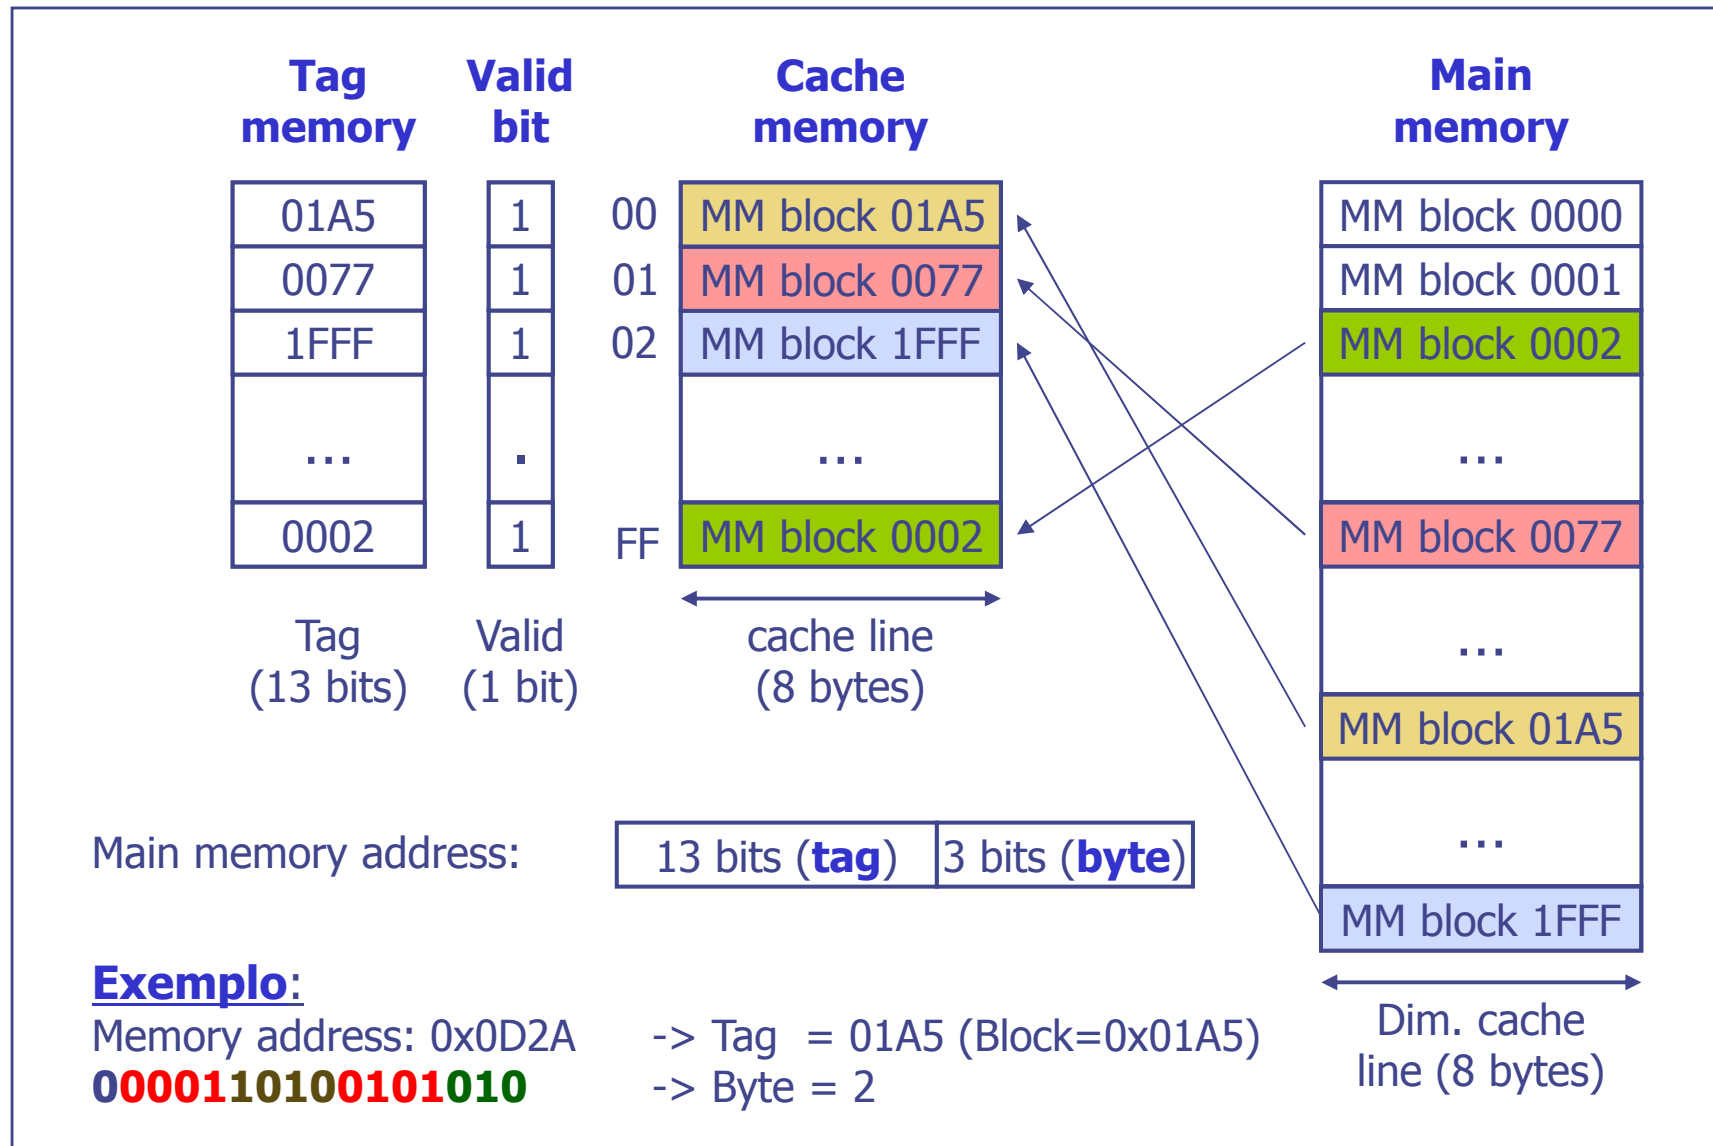 Tag memory
Valid bit
Cache memory
Main memory
01A5 1 00 MM block 01A5 MM block 0000
0077 1 01 MM block 0077 MM block 0001
1FFF 1 02 MM block 1FFF MM block 0002
... . ... ...
0002 1 FF MM block 0002 MM block 0077
Tag
(13 bits)
Valid
(1 bit)
cache line
(8 bytes)
...
MM block 01A5
...
MM block 1FFF
Dim. cache
line (8 bytes)
Main memory address: 13 bits (tag) 3 bits (byte)
Exemplo:
Memory address: 0x0D2A -> Tag = 01A5 (Block=0x01A5)
0000110100101010 -> Byte = 2